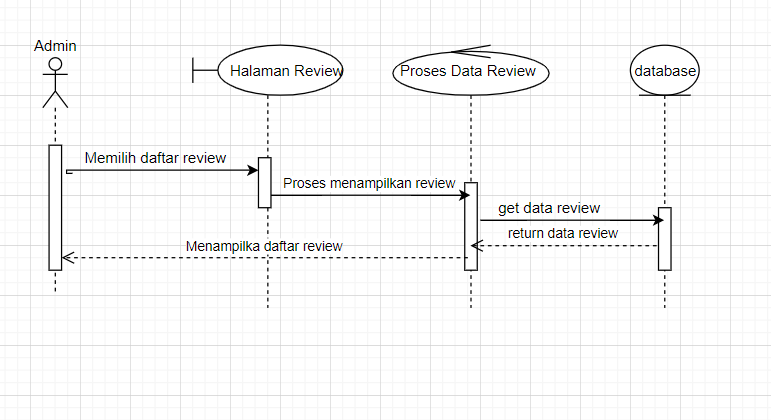 Admin
Halaman Review
Proses Data Review
database
Memilih daftar review
Proses menampilkan review
get data review
return data review
Menampilka daftar review